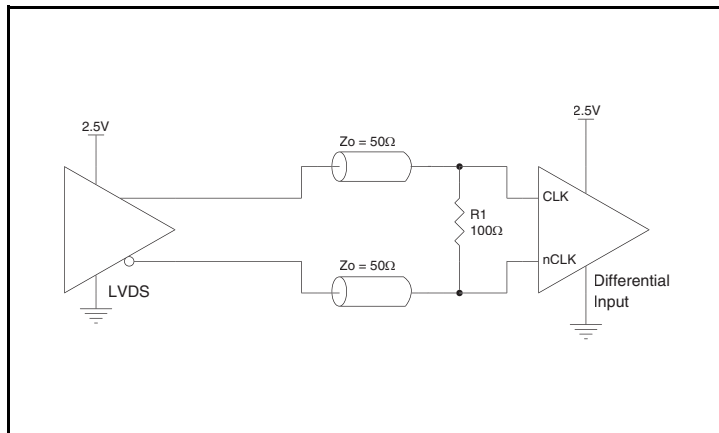 2.5V
2.5V
Zo = 50Ω
CLK
R1
100Ω
Zo = 50Ω
nCLK
LVDS
Differential
Input